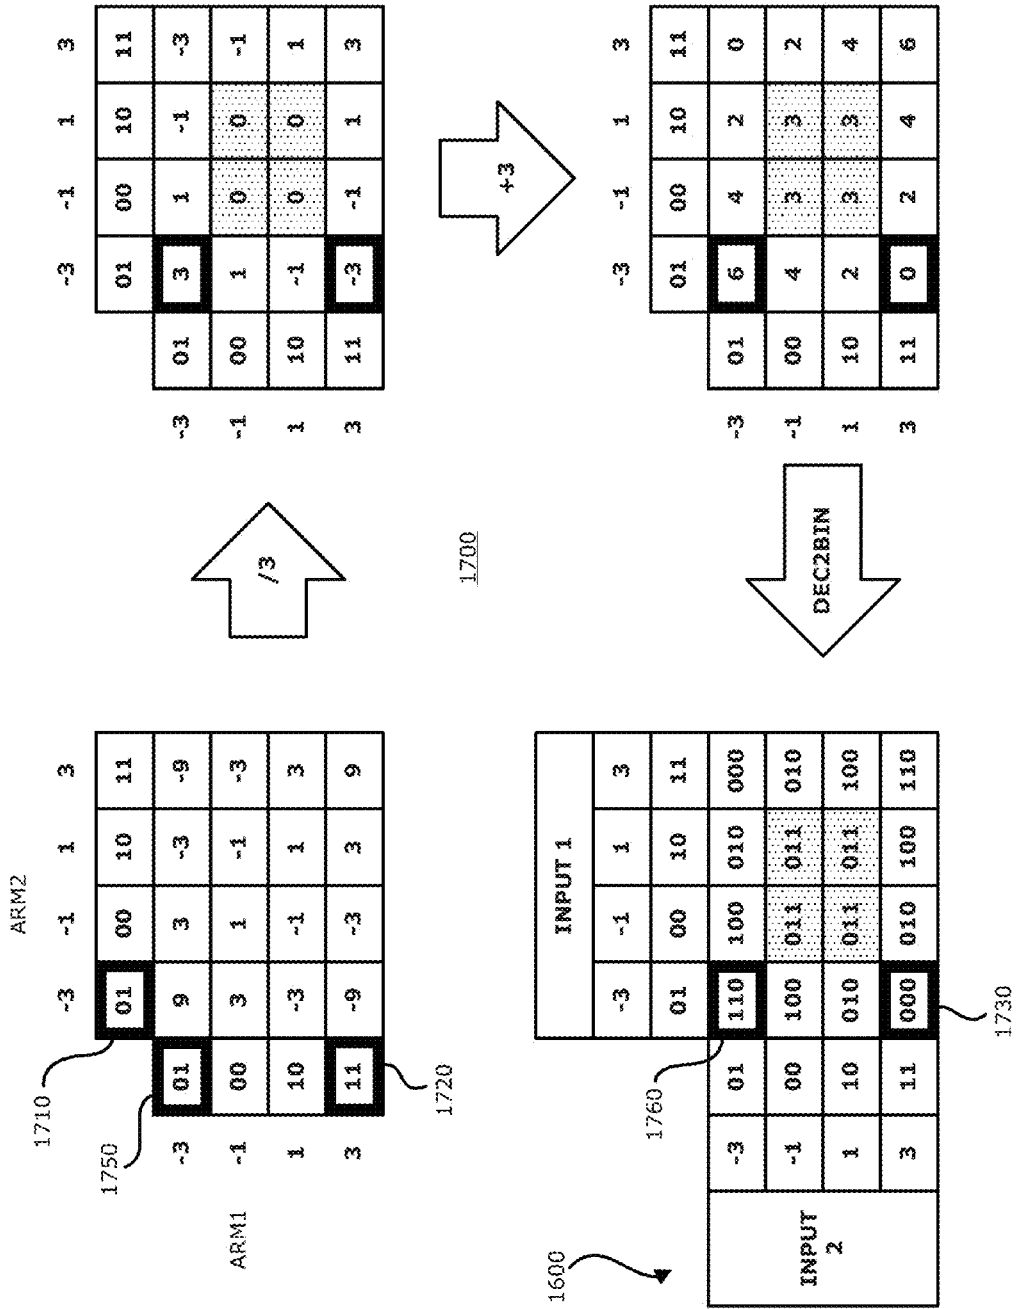 ARM2
-3 -1 1 3
1710
01 00 10 11
1750
-3 01 9 3 -3 -9
ARM1
-1 00 3 1 -1 -3
1 10 -3 -1 1 3
3 11 -9 -3 3 9
1720
/3
-3 -1 1 3
01 00 10 11
-3 01 3 1 -1 -3
-1 00 1 0 0 -1
1 10 -1 0 0 1
3 11 -3 -1 1 3
1700
+3
-3 -1 1 3
01 00 10 11
-3 01 6 4 2 0
-1 00 4 3 3 2
1 10 2 3 3 4
3 11 0 2 4 6
DEC2BIN
1600
INPUT 1
-3 -1 1 3
1760
01 00 10 11
-3 01 110 100 010 000
INPUT
2
-1 00 100 011 011 010
1 10 010 011 011 100
3 11 000 010 100 110
1730